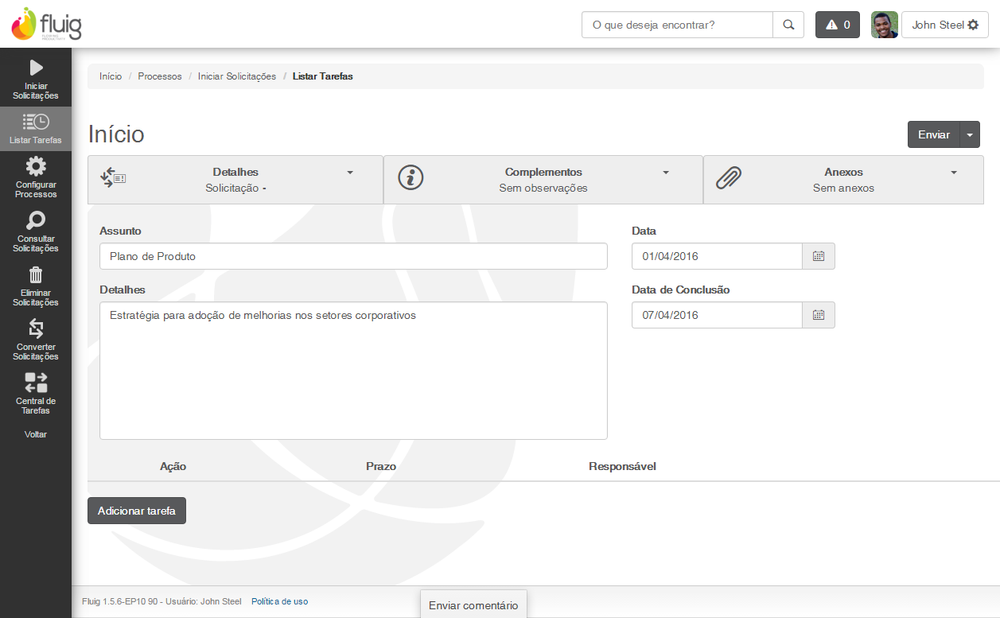 fluig
FLOWING
PRODUCTIVITY
O que deseja encontrar?
0
John Steel
Iniciar
Solicitações
Listar Tarefas
Configurar
Processos
Consultar
Solicitações
Eliminar
Solicitações
Converter
Solicitações
Central de
Tarefas
Voltar
Início / Processos / Iniciar Solicitações / Listar Tarefas
Início
Enviar
Detalhes
Solicitação -
Complementos
Sem observações
Anexos
Sem anexos
Assunto
Plano de Produto
Data
01/04/2016
Detalhes
Estratégia para adoção de melhorias nos setores corporativos
Data de Conclusão
07/04/2016
Ação Prazo Responsável
Adicionar tarefa
Fluig 1.5.6-EP10 90 - Usuário: John Steel Política de uso
Enviar comentário